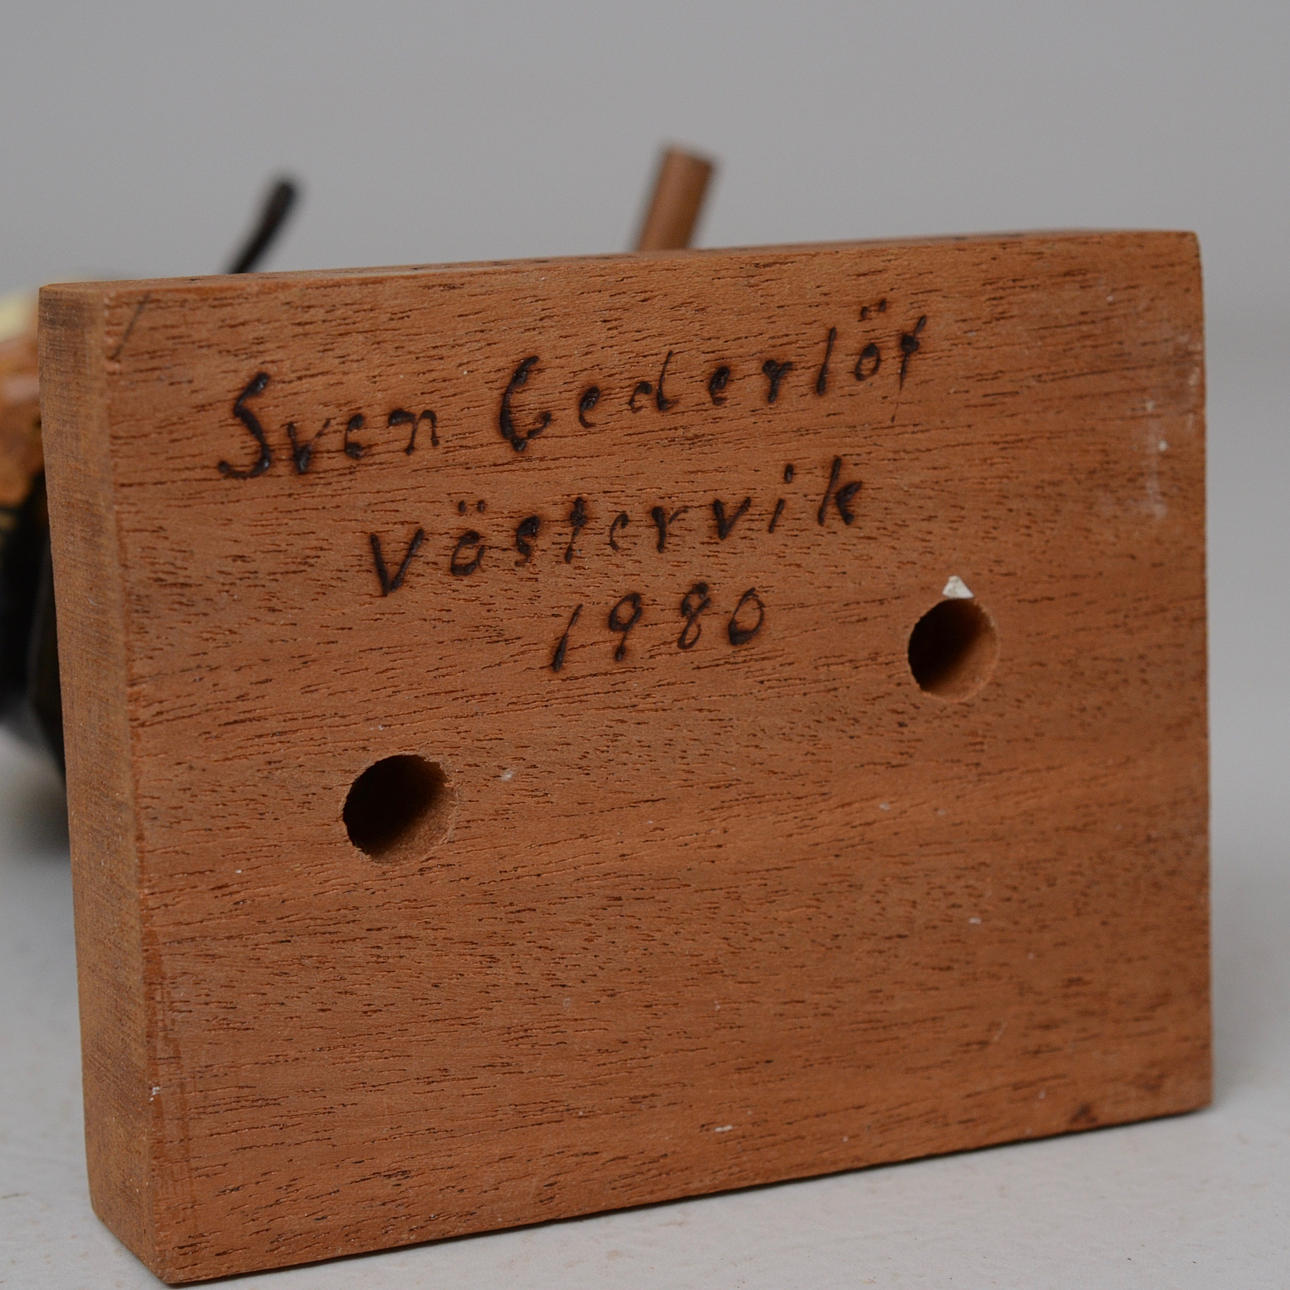 Sven Cederlöf
Västervik
1980